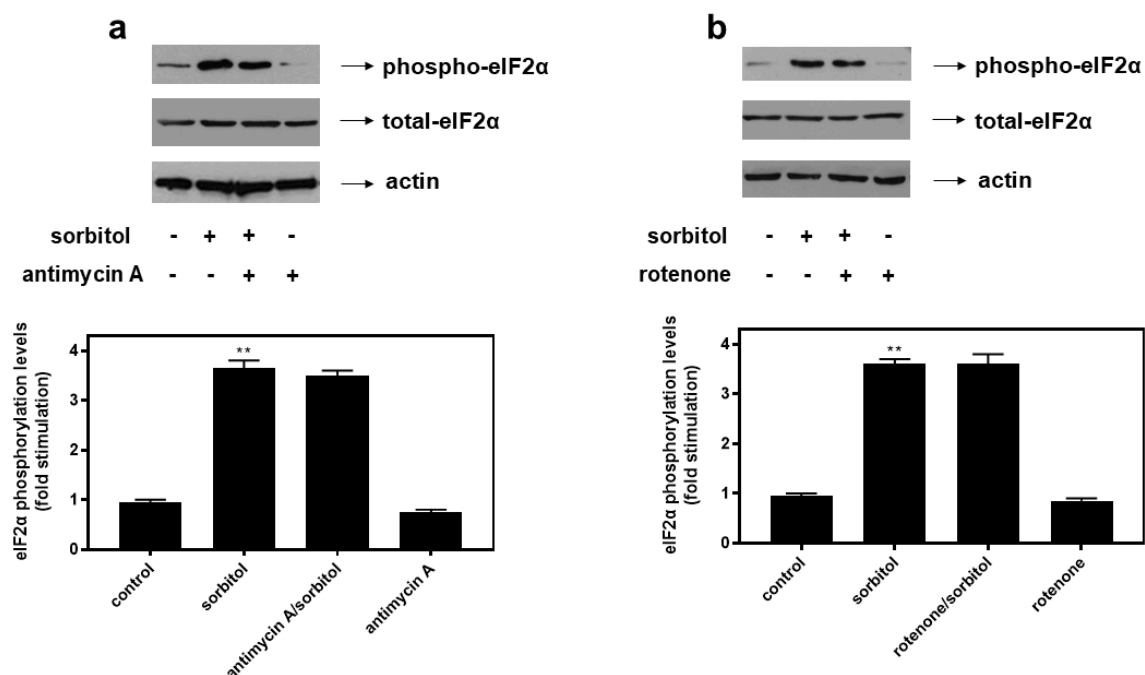 a
phospho-eIF2α
total-eIF2α
actin
sorbitol - + + -
antimycin A - - + +
eIF2α phosphorylation levels
(fold stimulation)
4
3
2
1
0
**
control
sorbitol
antimycin A/sorbitol
antimycin A
b
phospho-eIF2α
total-eIF2α
actin
sorbitol - + + -
rotenone - - + +
eIF2α phosphorylation levels
(fold stimulation)
4
3
2
1
0
**
control
sorbitol
rotenone/sorbitol
rotenone